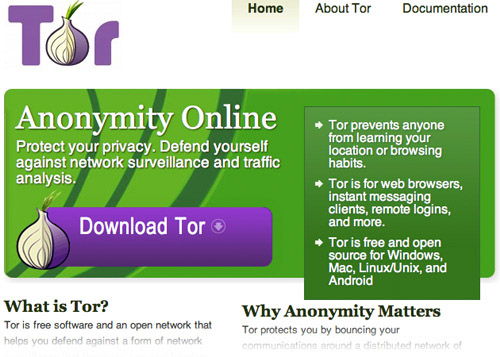 Tor
Home About Tor Documentation
Anonymity Online
Protect your privacy. Defend yourself
against network surveillance and traffic
analysis.
Download Tor
Tor prevents anyone
from learning your
location or browsing
habits.
Tor is for web browsers,
instant messaging
clients, remote logins,
and more.
Tor is free and open
source for Windows,
Mac, Linux/Unix, and
Android
What is Tor?
Tor is free software and an open network that
helps you defend against a form of network
Why Anonymity Matters
Tor protects you by bouncing your
communications around a distributed network of